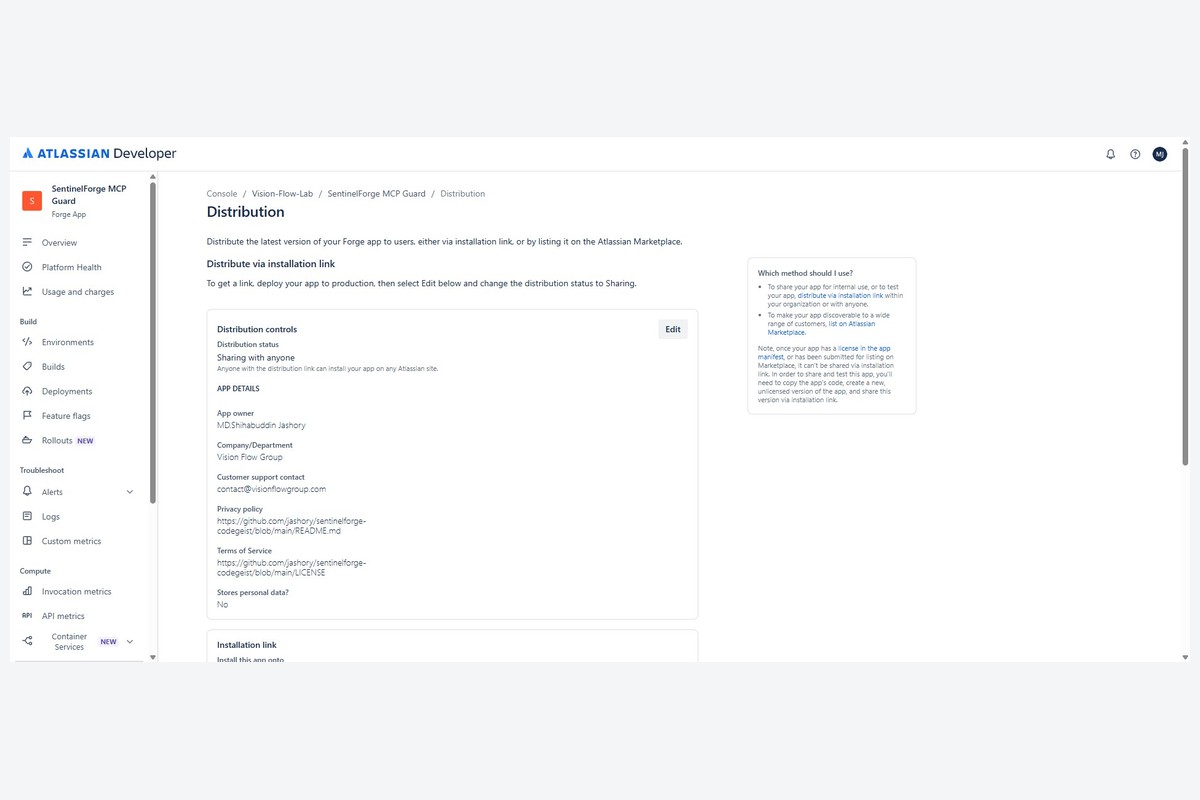 ATLASSIAN Developer
MJ
S
SentinelForge MCP
Guard
Forge App
Overview
Platform Health
Usage and charges
Build
Environments
Builds
Deployments
Feature flags
Rollouts NEW
Troubleshoot
Alerts
Logs
Custom metrics
Compute
Invocation metrics
API API metrics
Container
Services
NEW
Console / Vision-Flow-Lab / SentinelForge MCP Guard / Distribution
Distribution
Distribute the latest version of your Forge app to users, either via installation link, or by listing it on the Atlassian Marketplace.
Distribute via installation link
To get a link, deploy your app to production, then select Edit below and change the distribution status to Sharing.
Distribution controls
Edit
Distribution status
Sharing with anyone
Anyone with the distribution link can install your app on any Atlassian site.
APP DETAILS
App owner
MD.Shihabuddin Jashory
Company/Department
Vision Flow Group
Customer support contact
contact@visionflowgroup.com
Privacy policy
https://github.com/jashory/sentinelforge-
codegeist/blob/main/README.md
Terms of Service
https://github.com/jashory/sentinelforge-
codegeist/blob/main/LICENSE
Stores personal data?
No
Installation link
Install this app onto
Which method should I use?
• To share your app for internal use, or to test
your app, distribute via installation link within
your organization or with anyone.
• To make your app discoverable to a wide
range of customers, list on Atlassian
Marketplace.
Note, once your app has a license in the app
manifest, or has been submitted for listing on
Marketplace, it can't be shared via installation
link. In order to share and test this app, you'll
need to copy the app's code, create a new,
unlicensed version of the app, and share this
version via installation link.